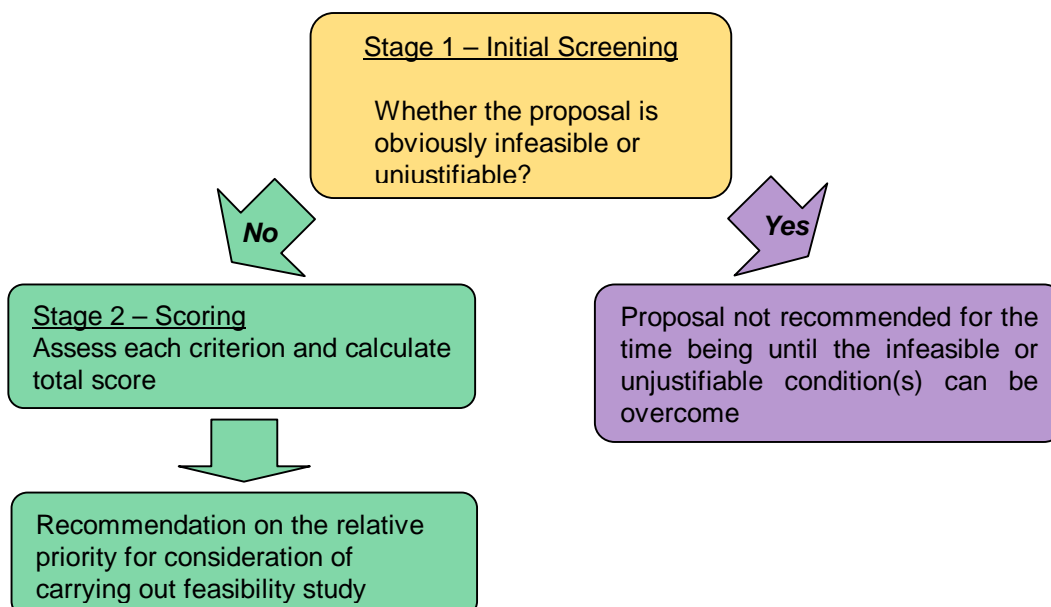 Stage 1 – Initial Screening
Whether the proposal is
obviously infeasible or
unjustifiable?
No
Yes
Stage 2 – Scoring
Assess each criterion and calculate
total score
Proposal not recommended for the
time being until the infeasible or
unjustifiable condition(s) can be
overcome
Recommendation on the relative
priority for consideration of
carrying out feasibility study